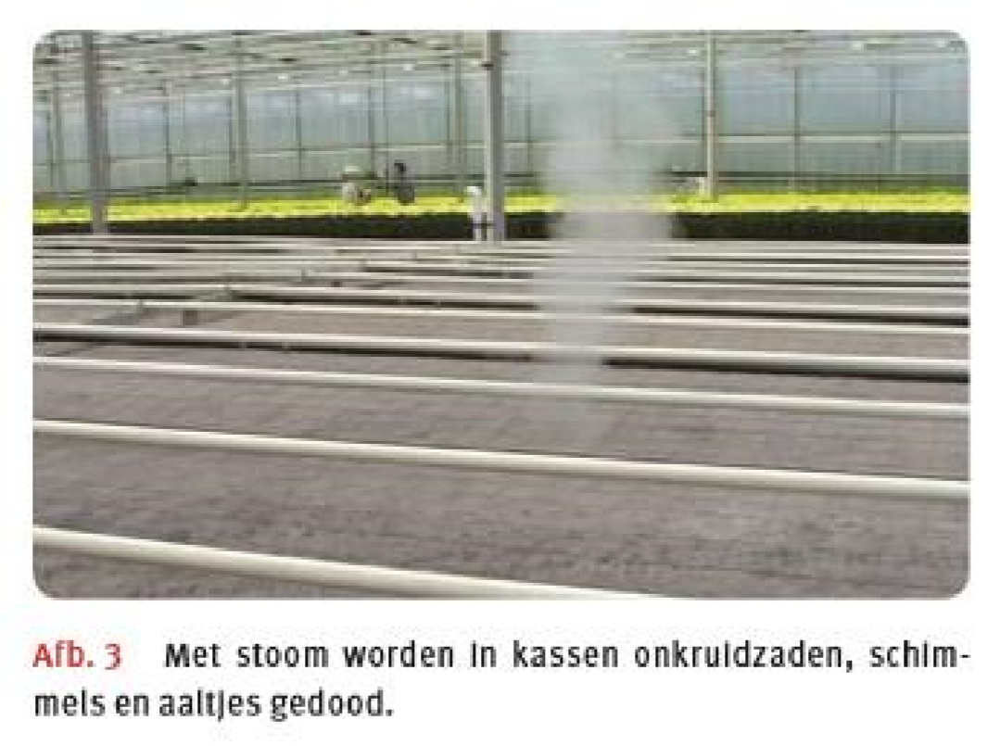 Afb. 3 Met stoom worden in kassen onkruidzaden, schim-
mels en aaltjes gedood.